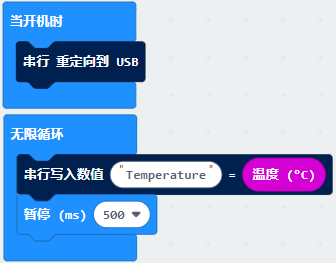 当开机时
串行 重定向到 USB
无限循环
串行写入数值 "Temperature" = 温度 (°C)
暂停 (ms) 500